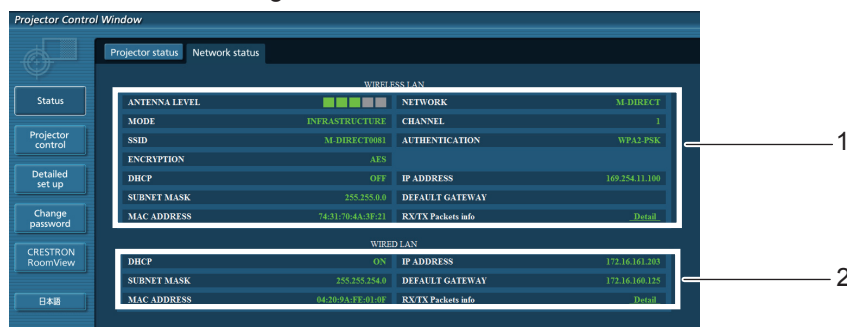 Projector Control Window
Projector status Network status
Status
Projector control
Detailed set up
Change password
CRESTRON RoomView
日本語
WIRELESS LAN
ANTENNA LEVEL NETWORK M-DIRECT
MODE INFRASTRUCTURE CHANNEL 1
SSID M-DIRECT0081 AUTHENTICATION WPA2-PSK
ENCRYPTION AES
DHCP OFF IP ADDRESS 169.254.11.100
SUBNET MASK 255.255.0.0 DEFAULT GATEWAY
MAC ADDRESS 74:31:70:4A:3F:21 RX/TX Packets info Detail
1
WIRED LAN
DHCP ON IP ADDRESS 172.16.161.203
SUBNET MASK 255.255.254.0 DEFAULT GATEWAY 172.16.160.125
MAC ADDRESS 04:20:9A:FE:01:0F RX/TX Packets info Detail
2